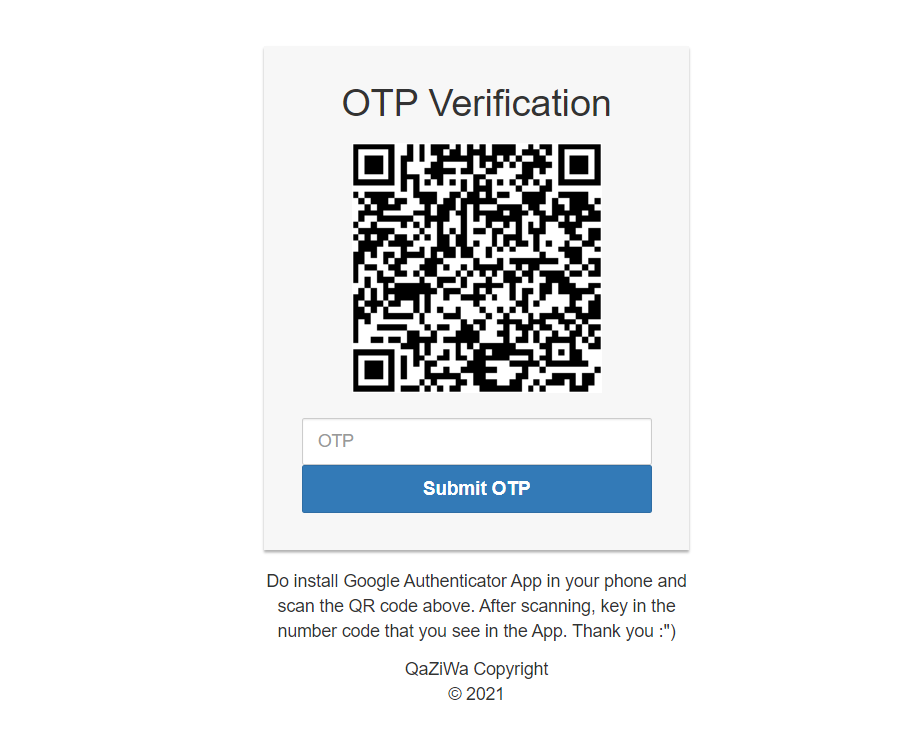 OTP Verification
OTP
Submit OTP
Do install Google Authenticator App in your phone and
scan the QR code above. After scanning, key in the
number code that you see in the App. Thank you :")
QaZiWa Copyright
© 2021